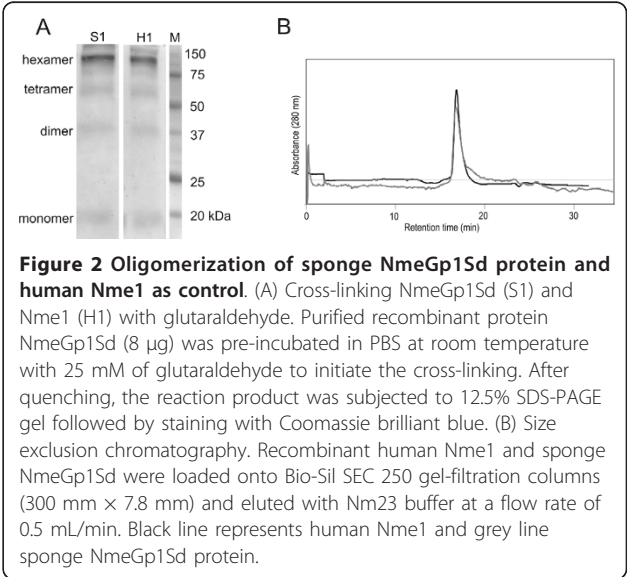 A
B
S1 H1 M
hexamer
tetramer
dimer
monomer
150
75
50
37
25
20 kDa
Absorbance (280 nm)
0 10 20 30
Retention time (min)
Figure 2 Oligomerization of sponge NmeGp1Sd protein and
human Nme1 as control. (A) Cross-linking NmeGp1Sd (S1) and
Nme1 (H1) with glutaraldehyde. Purified recombinant protein
NmeGp1Sd (8 μg) was pre-incubated in PBS at room temperature
with 25 mM of glutaraldehyde to initiate the cross-linking. After
quenching, the reaction product was subjected to 12.5% SDS-PAGE
gel followed by staining with Coomassie brilliant blue. (B) Size
exclusion chromatography. Recombinant human Nme1 and sponge
NmeGp1Sd were loaded onto Bio-Sil SEC 250 gel-filtration columns
(300 mm × 7.8 mm) and eluted with Nm23 buffer at a flow rate of
0.5 mL/min. Black line represents human Nme1 and grey line
sponge NmeGp1Sd protein.